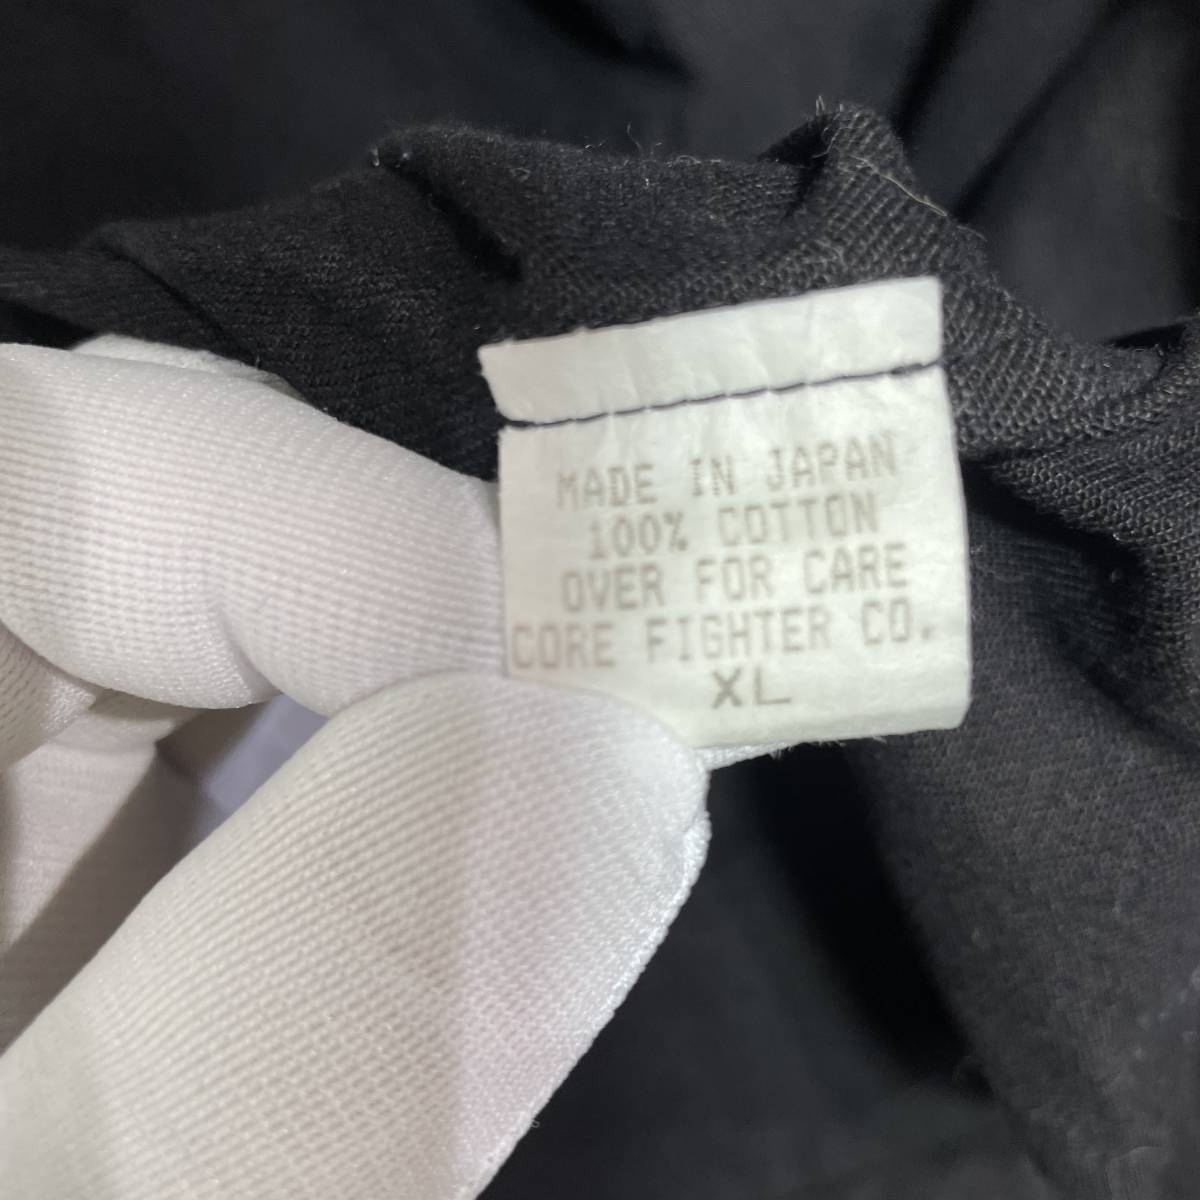 MADE IN JAPAN
100% COTTON
OVER FOR CARE
CORE FIGHTER CO.
XL